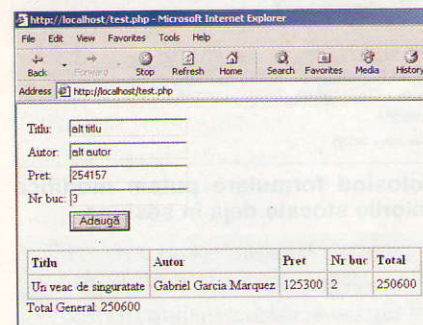 http://localhost/test.php - Microsoft Internet Explorer
File Edit View Favorites Tools Help
Back Forward Stop Refresh Home Search Favorites Media History
Address http://localhost/test.php
Titlu: alt titlu
Autor: alt autor
Pret: 254157
Nr buc: 3
Adaugă
Titlu Autor Pret Nr buc Total
Un veac de singuratate Gabriel Garcia Marquez 125300 2 250600
Total General: 250600